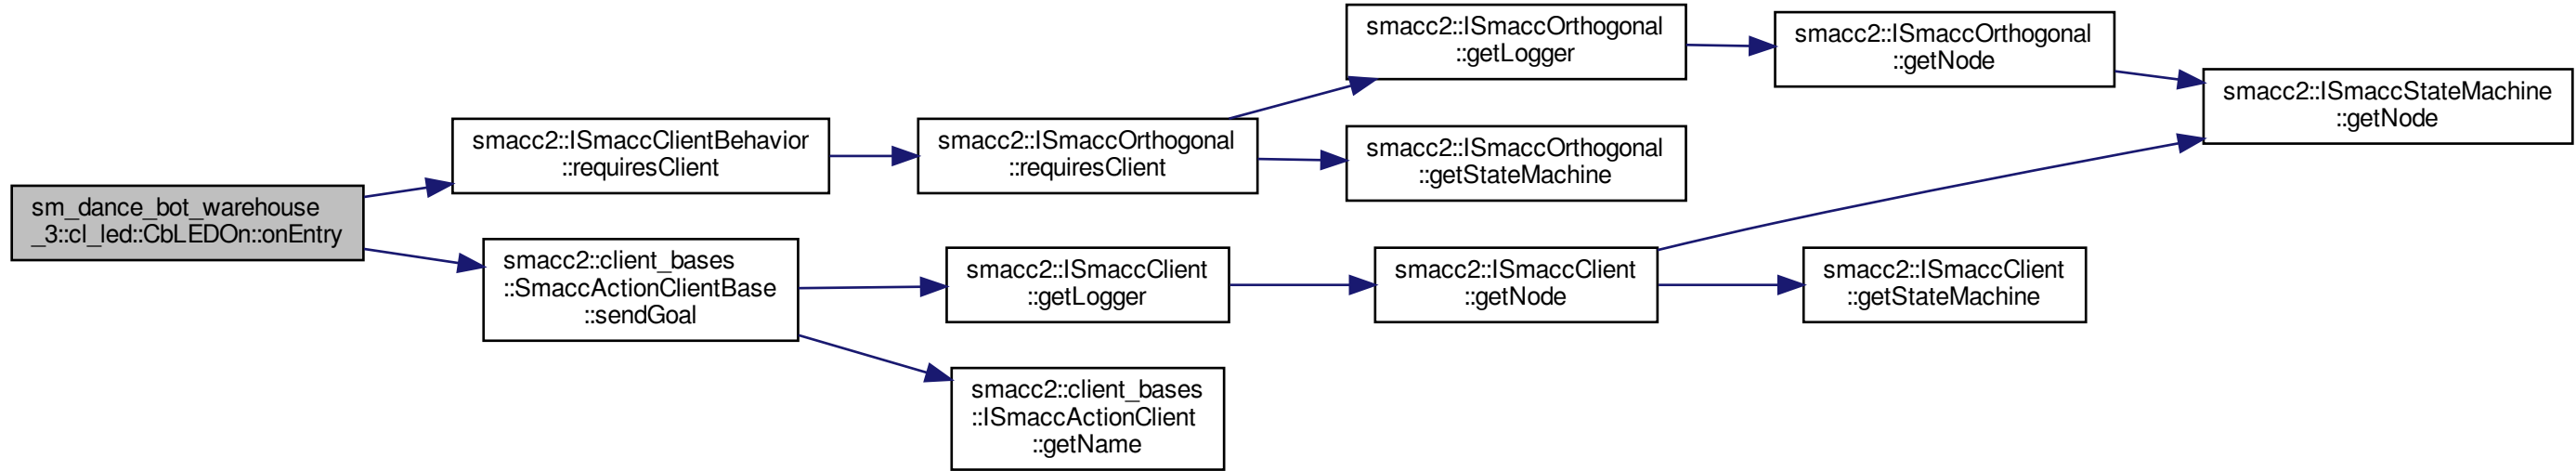 sm_dance_bot_warehouse
_3::cl_led::CbLEDOn::onEntry
smacc2::ISmaccClientBehavior
::requiresClient
smacc2::ISmaccOrthogonal
::requiresClient
smacc2::ISmaccOrthogonal
::getLogger
smacc2::ISmaccOrthogonal
::getNode
smacc2::ISmaccStateMachine
::getNode
smacc2::ISmaccOrthogonal
::getStateMachine
smacc2::client_bases
::SmaccActionClientBase
::sendGoal
smacc2::ISmaccClient
::getLogger
smacc2::ISmaccClient
::getNode
smacc2::ISmaccClient
::getStateMachine
smacc2::client_bases
::ISmaccActionClient
::getName